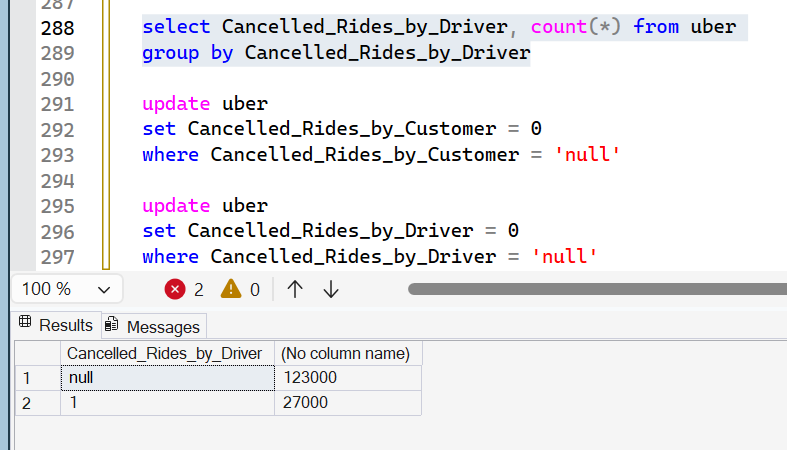 287
288 select Cancelled_Rides_by_Driver, count(*) from uber
289 group by Cancelled_Rides_by_Driver
290
291 update uber
292 set Cancelled_Rides_by_Customer = 0
293 where Cancelled_Rides_by_Customer = 'null'
294
295 update uber
296 set Cancelled_Rides_by_Driver = 0
297 where Cancelled_Rides_by_Driver = 'null'
100 % 2 0
Results Messages
Cancelled_Rides_by_Driver (No column name)
1 null 123000
2 1 27000